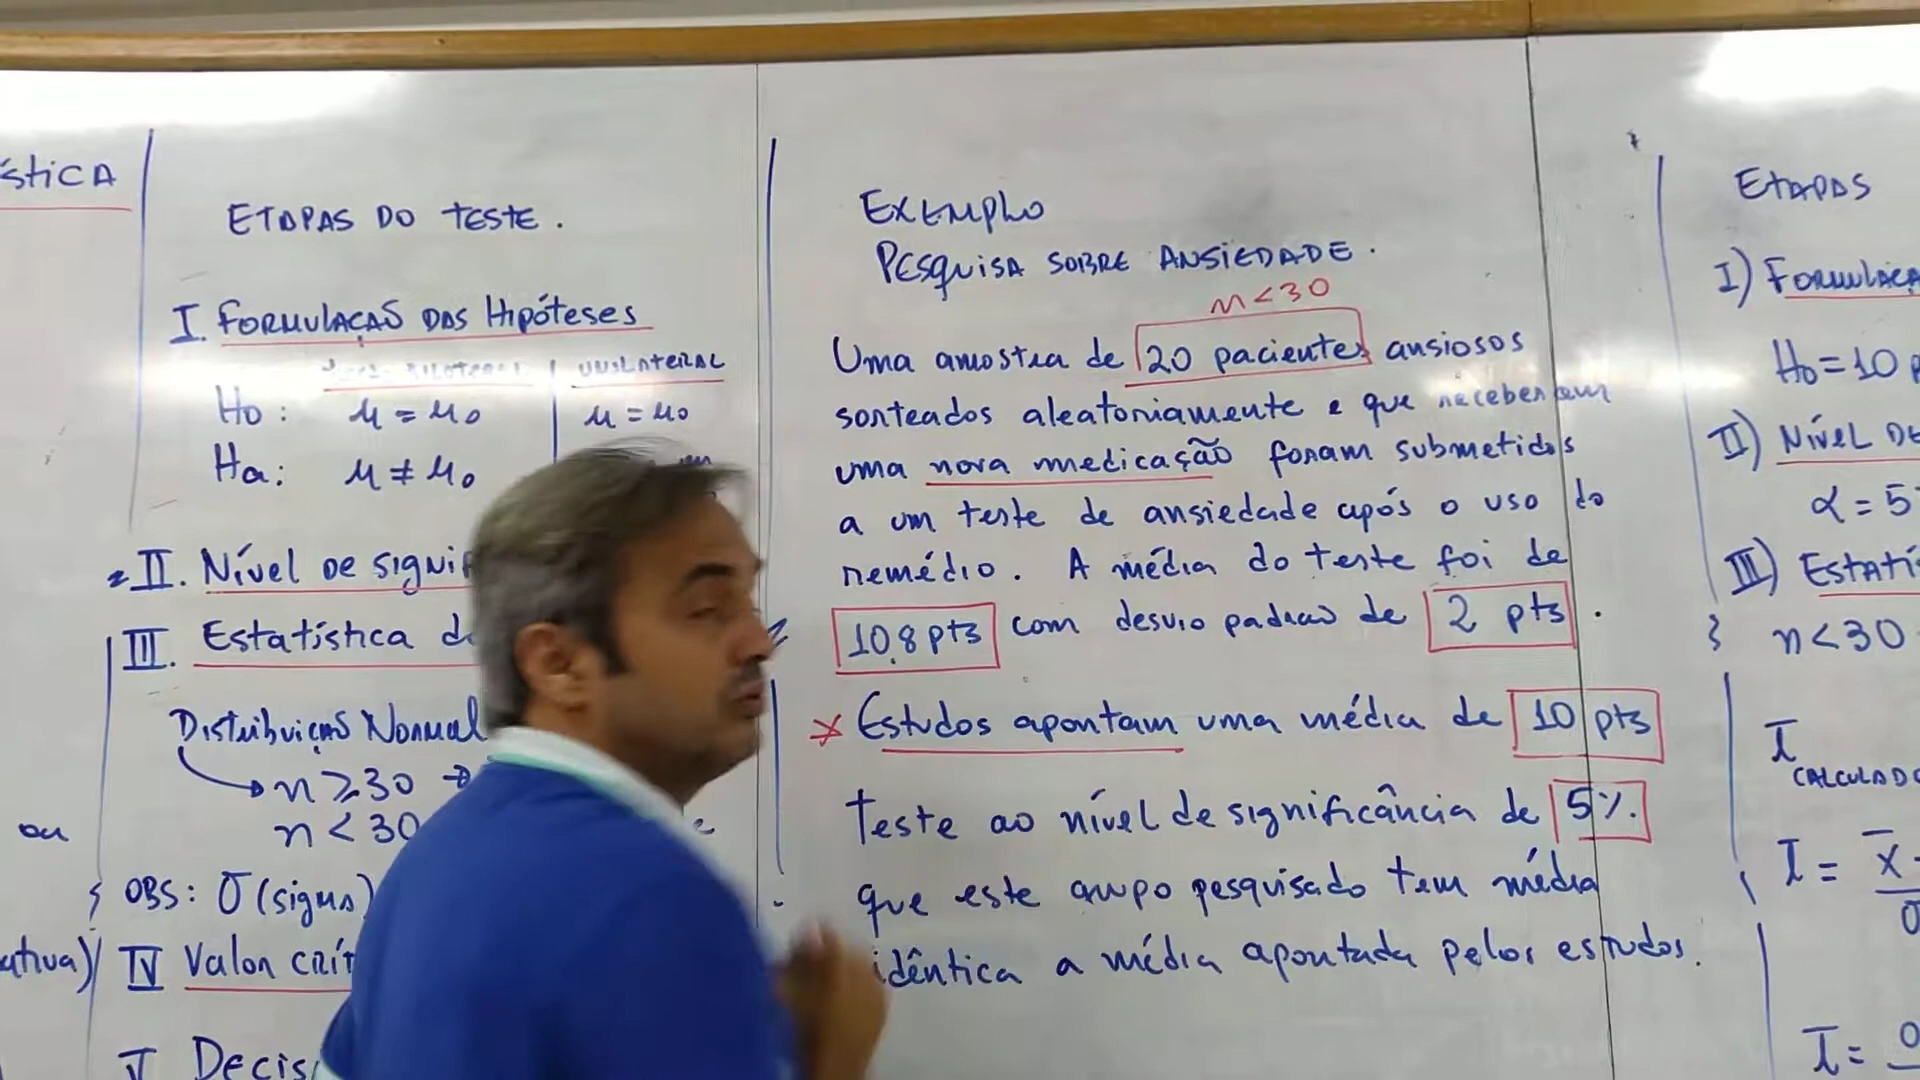 ística
ETAPAS DO TESTE.
I. FORMULAÇÃO DAS HIPÓTESES
UNILATERAL
Ho: μ = μo μ = μo
Ha: μ ≠ μo
II. Nível de signif
III. Estatística d
Distribuição Normal
n ≥ 30 →
n < 30
OBS: σ (sigma)
IV Valor crít
V Decis
ou
ativa)
EXEMPLO
PESQUISA SOBRE ANSIEDADE.
n < 30
Uma amostra de 20 pacientes ansiosos
sorteados aleatoriamente e que receberam
uma nova medicação foram submetidos
a um teste de ansiedade após o uso do
remédio. A média do teste foi de
10,8 pts com desvio padrão de 2 pts.
* Estudos apontam uma média de 10 pts
Teste ao nível de significância de 5%.
que este grupo pesquisado tem média
idêntica a média apontada pelos estudos.
ETAPAS
I) Formulaçã
Ho = 10 p
II) Nível DE
α = 5
III) Estatí
n < 30
T CALCULADO
T = x̄ -
T = 0